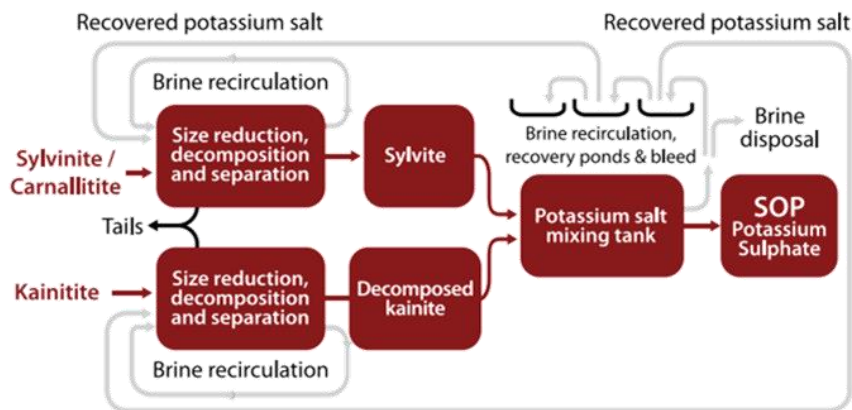 Recovered potassium salt
Recovered potassium salt
Brine recirculation
Size reduction,
decomposition
and separation
Sylvite
Brine recirculation,
recovery ponds & bleed
Brine
disposal
Sylvinite /
Carnallitite
Potassium salt
mixing tank
SOP
Potassium
Sulphate
Tails
Kainitite
Size reduction,
decomposition
and separation
Decomposed
kainite
Brine recirculation